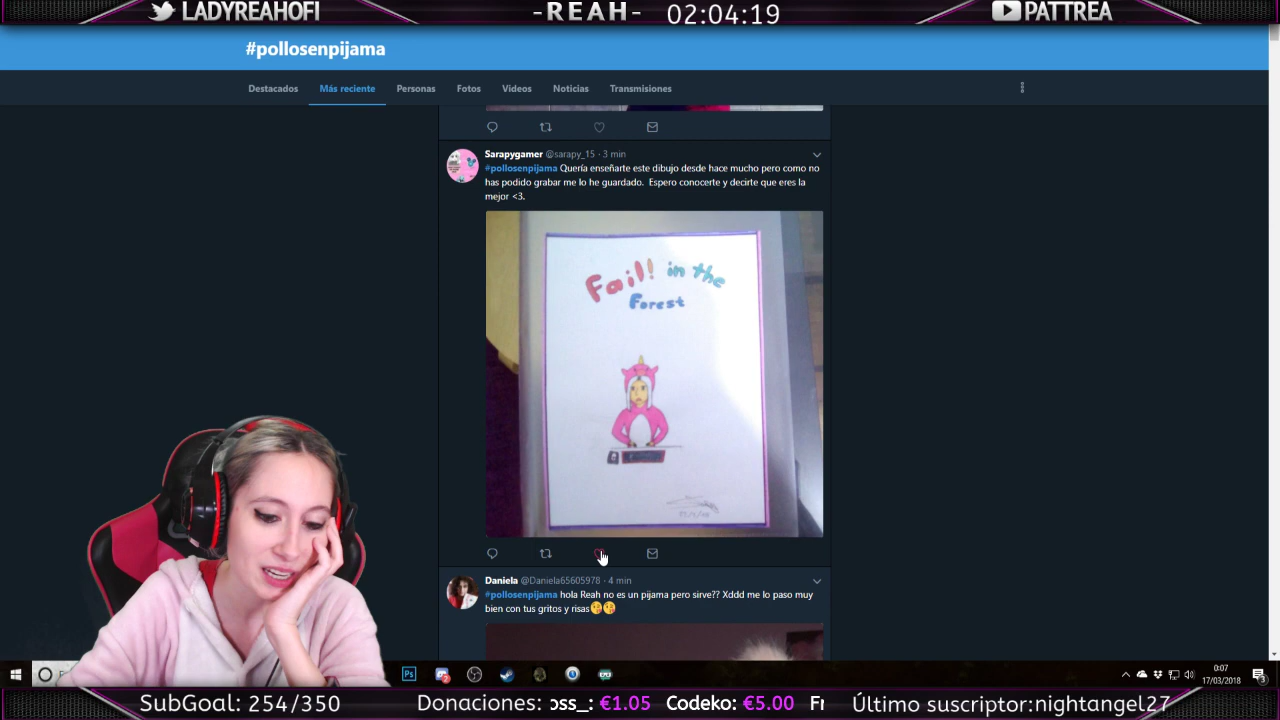 LADYREAHOFI
-REAH-
02:04:19
PATTREA
#pollosenpijama
Destacados
Más reciente
Personas
Fotos
Videos
Noticias
Transmisiones
Sarapygamer @sarapy_15 · 3 min
#pollosenpijama Quería enseñarte este dibujo desde hace mucho pero como no
has podido grabar me lo he guardado. Espero conocerte y decirte que eres la
mejor <3.
Fail! in the
Forest
Daniela @Daniela65605978 · 4 min
#pollosenpijama hola Reah no es un pijama pero sirve?? Xddd me lo paso muy
bien con tus gritos y risas
Ps
0:07
17/03/2018
SubGoal: 254/350
Donaciones: oss_: €1.05 Codeko: €5.00 Fr
Último suscriptor:nightangel27